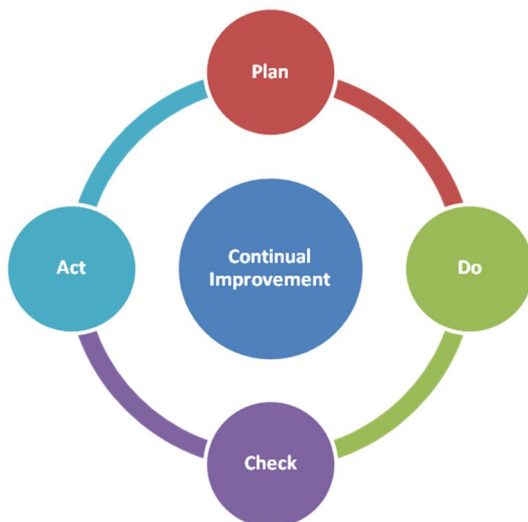 Plan
Do
Check
Act
Continual
Improvement